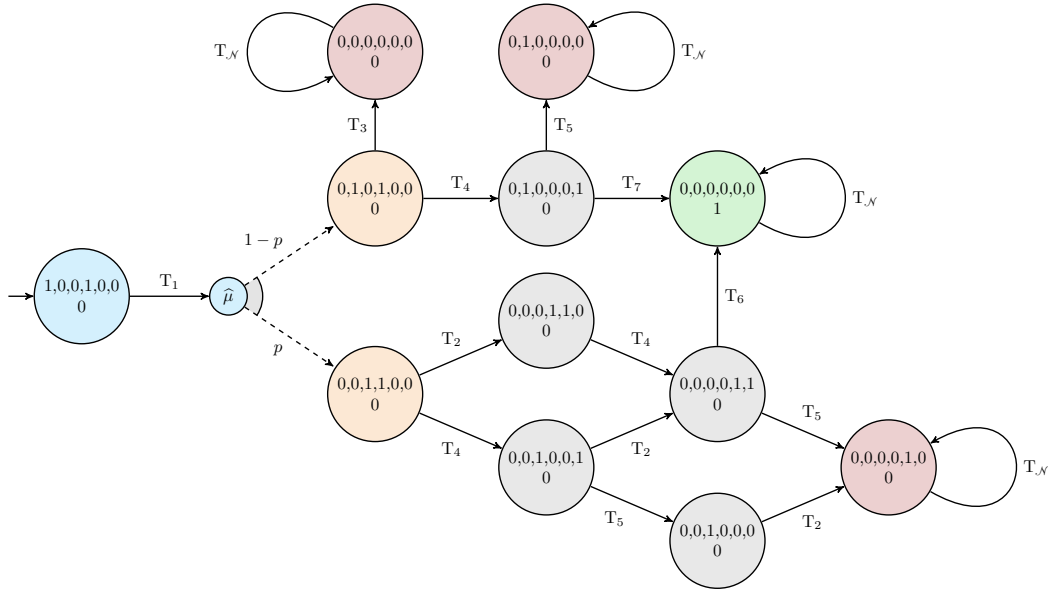 0,0,0,0,0,0
0
T𝒩
0,1,0,0,0,0
0
T𝒩
T₃
T₅
0,1,0,1,0,0
0
T₄
0,1,0,0,0,1
0
T₇
0,0,0,0,0,0
1
T𝒩
1 − p
1,0,0,1,0,0
0
T₁
μ̂
p
T₂
0,0,0,1,1,0
0
T₄
T₆
0,0,1,1,0,0
0
0,0,0,0,1,1
0
T₄
T₂
T₅
0,0,1,0,0,1
0
0,0,0,0,1,0
0
T𝒩
T₅
T₂
0,0,1,0,0,0
0